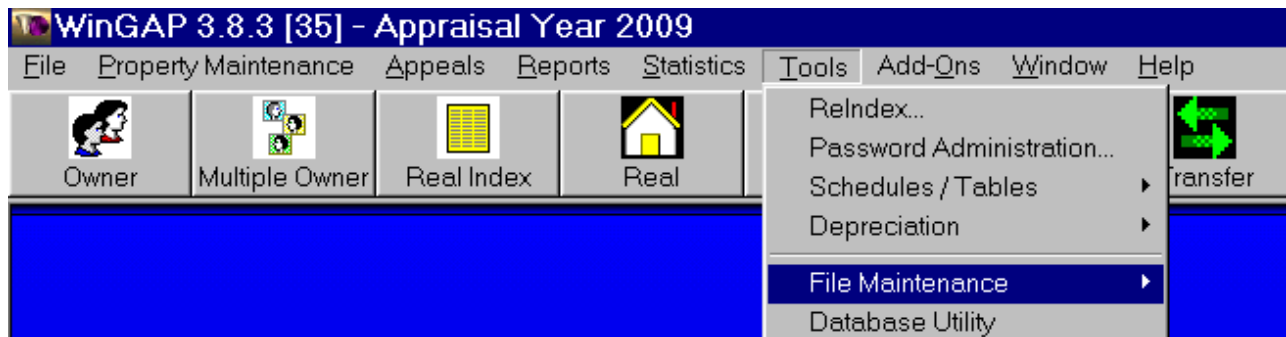 WinGAP 3.8.3 [35] - Appraisal Year 2009
File Property Maintenance Appeals Reports Statistics Tools Add-Ons Window Help
Owner Multiple Owner Real Index Real
ReIndex...
Password Administration...
Schedules / Tables
Depreciation
File Maintenance
Database Utility